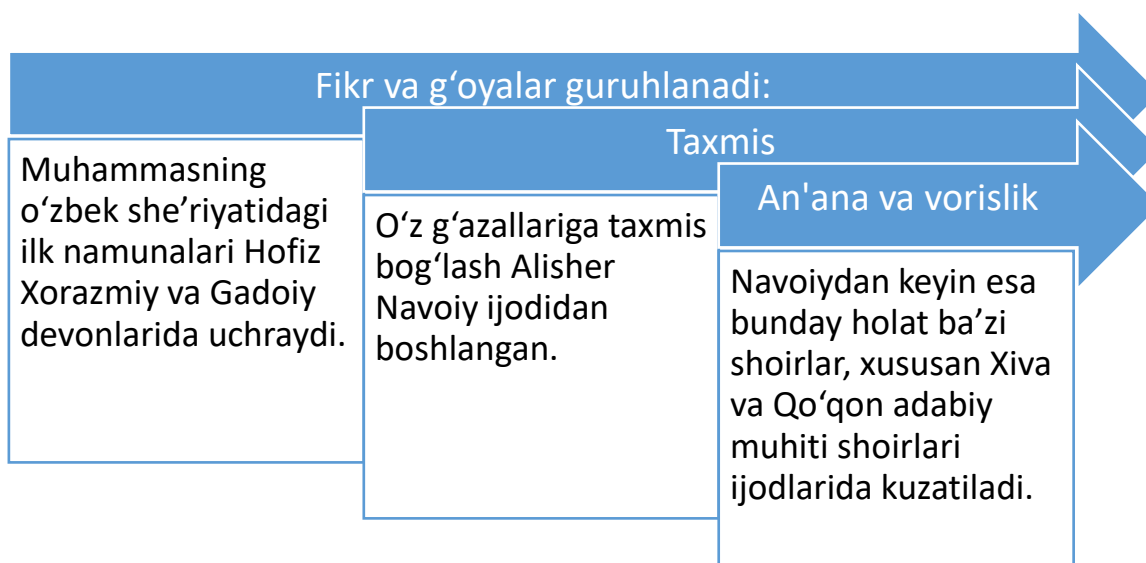 Fikr va g‘oyalar guruhlanadi:
Muhammasning
o‘zbek she’riyatidagi
ilk namunalari Hofiz
Xorazmiy va Gadoiy
devonlarida uchraydi.
Taxmis
O‘z g‘azallariga taxmis
bog‘lash Alisher
Navoiy ijodidan
boshlangan.
An'ana va vorislik
Navoiydan keyin esa
bunday holat ba’zi
shoirlar, xususan Xiva
va Qo‘qon adabiy
muhiti shoirlari
ijodlarida kuzatiladi.